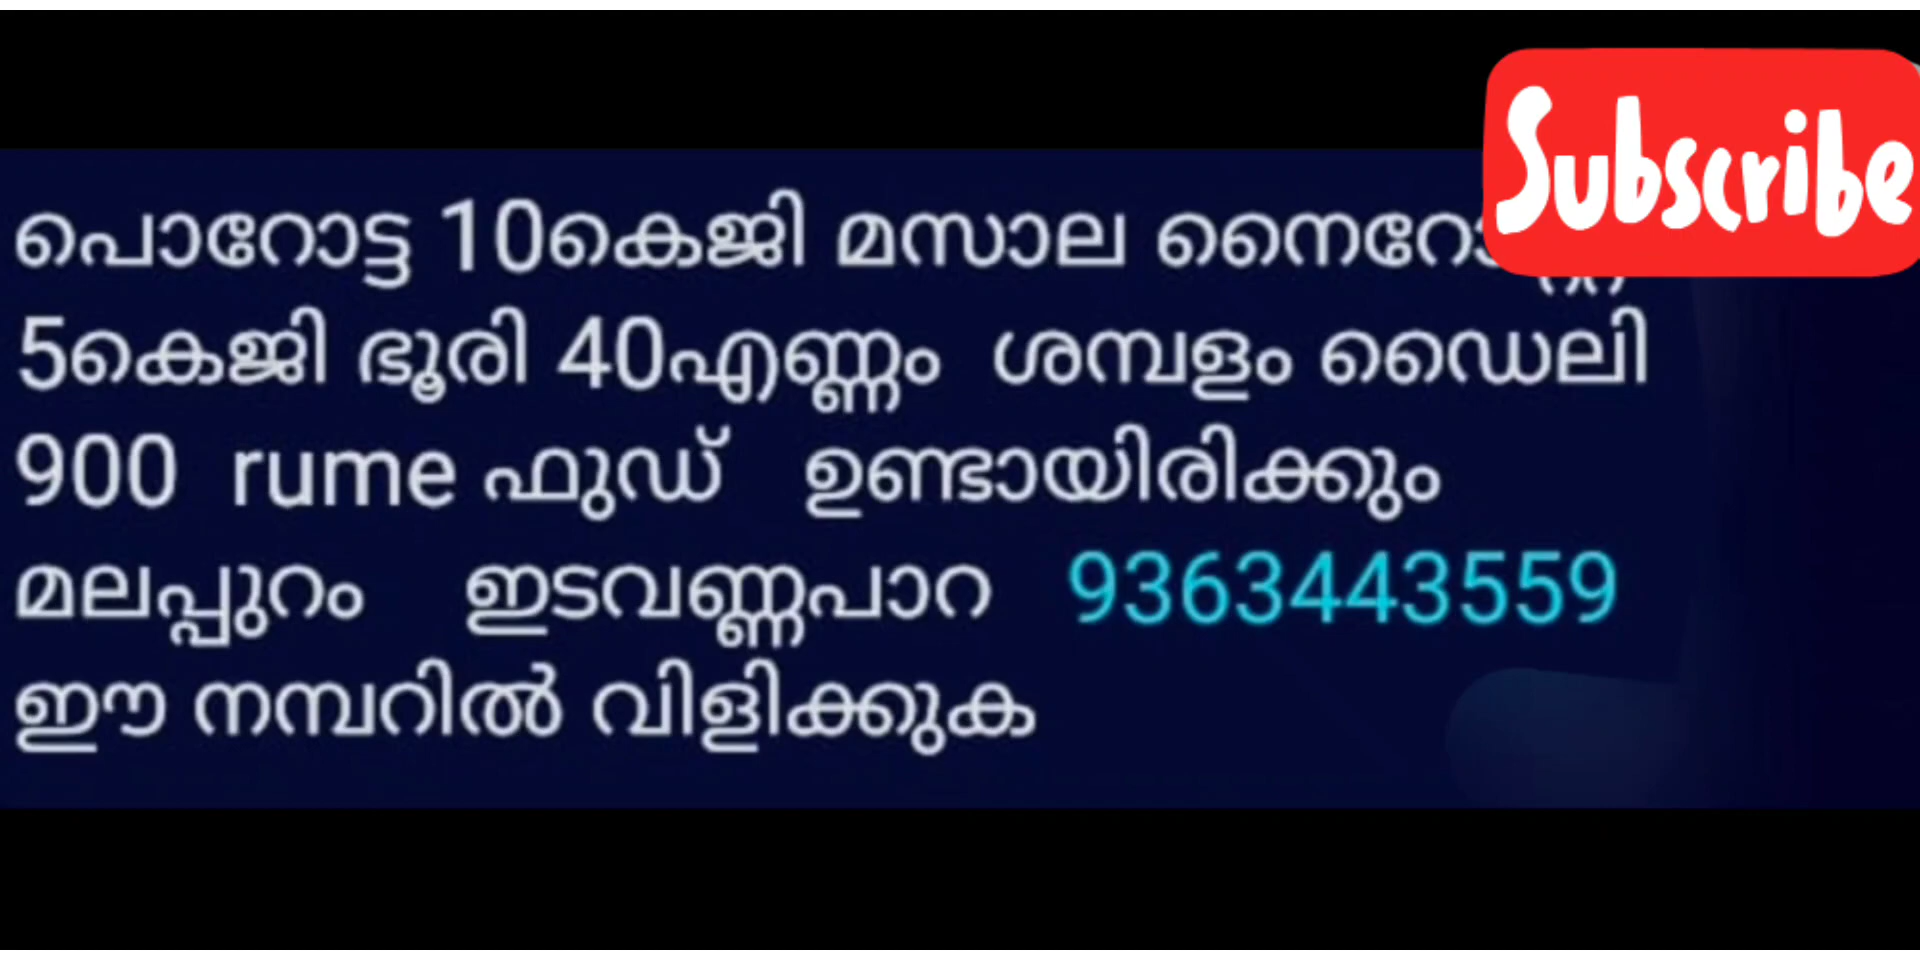 Subscribe
പൊറോട്ട 10കെജി മസാല
5കെജി ഭൂരി 40എണ്ണം ശമ്പളം ഡൈലി
900 rume ഫുഡ് ഉണ്ടായിരിക്കും
മലപ്പുറം ഇടവണ്ണപാറ 9363443559
ഈ നമ്പറിൽ വിളിക്കുക